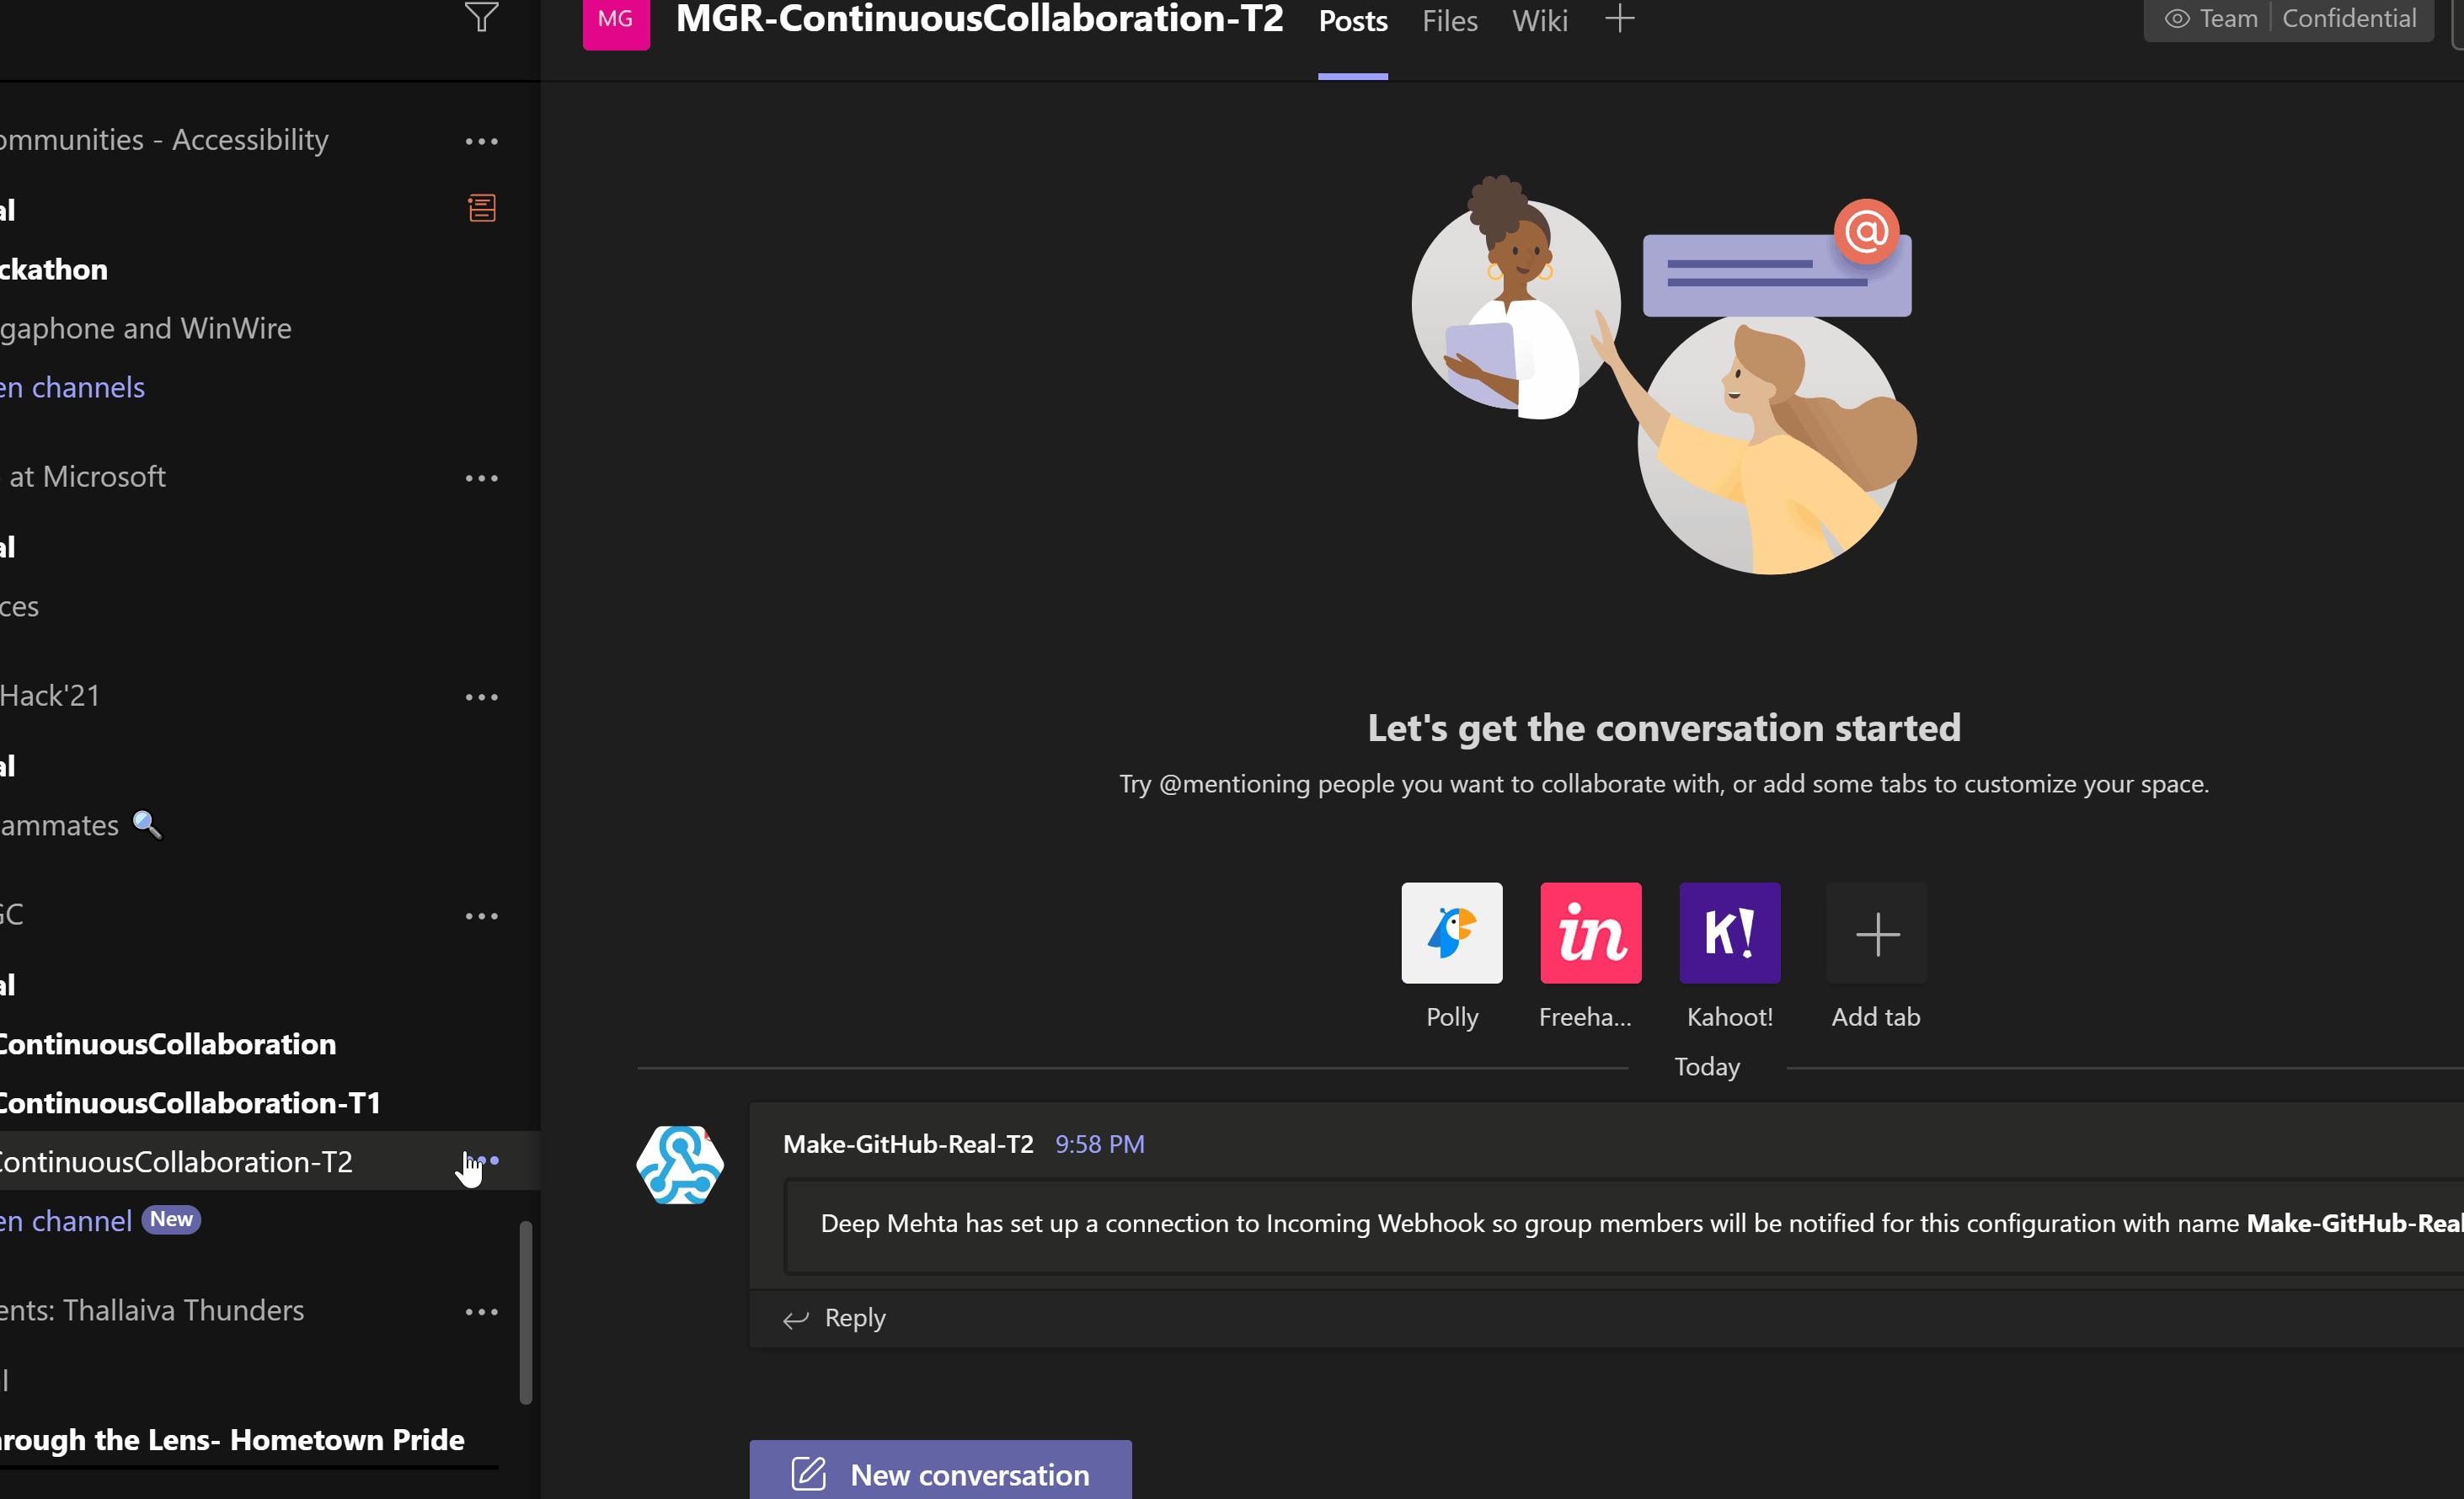 MG
MGR-ContinuousCollaboration-T2
Posts
Files
Wiki
Team
Confidential
ommunities - Accessibility
al
ckathon
gaphone and WinWire
en channels
at Microsoft
al
ces
Hack'21
al
ammates
GC
al
ContinuousCollaboration
ContinuousCollaboration-T1
ContinuousCollaboration-T2
en channel
New
ents: Thallaiva Thunders
al
rough the Lens- Hometown Pride
@
Let's get the conversation started
Try @mentioning people you want to collaborate with, or add some tabs to customize your space.
in
K!
Polly
Freeha...
Kahoot!
Add tab
Today
Make-GitHub-Real-T2 9:58 PM
Deep Mehta has set up a connection to Incoming Webhook so group members will be notified for this configuration with name Make-GitHub-Real
Reply
New conversation